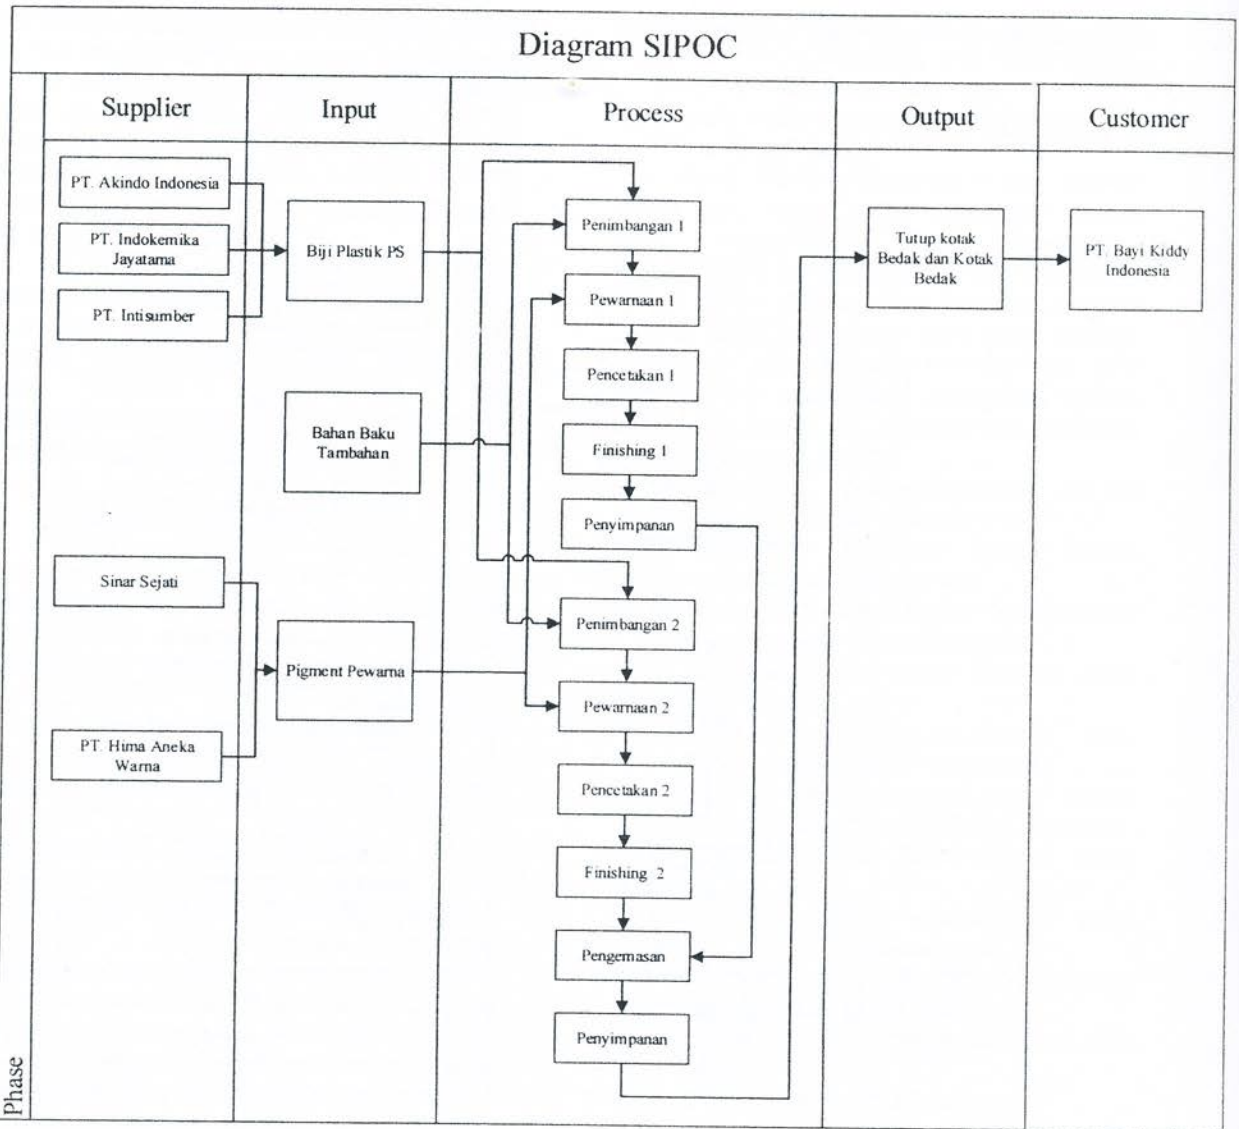 Diagram SIPOC
Supplier
Input
Process
Output
Customer
PT. Akindo Indonesia
PT. Indokemika
Jayatama
PT. Intisumber
Sinar Sejati
PT. Hima Aneka
Warna
Biji Plastik PS
Bahan Baku
Tambahan
Pigment Pewarna
Penimbangan 1
Pewarnaan 1
Pencetakan 1
Finishing 1
Penyimpanan
Penimbangan 2
Pewarnaan 2
Pencetakan 2
Finishing 2
Pengemasan
Penyimpanan
Tutup kotak
Bedak dan Kotak
Bedak
PT. Bayi Kiddy
Indonesia
Phase